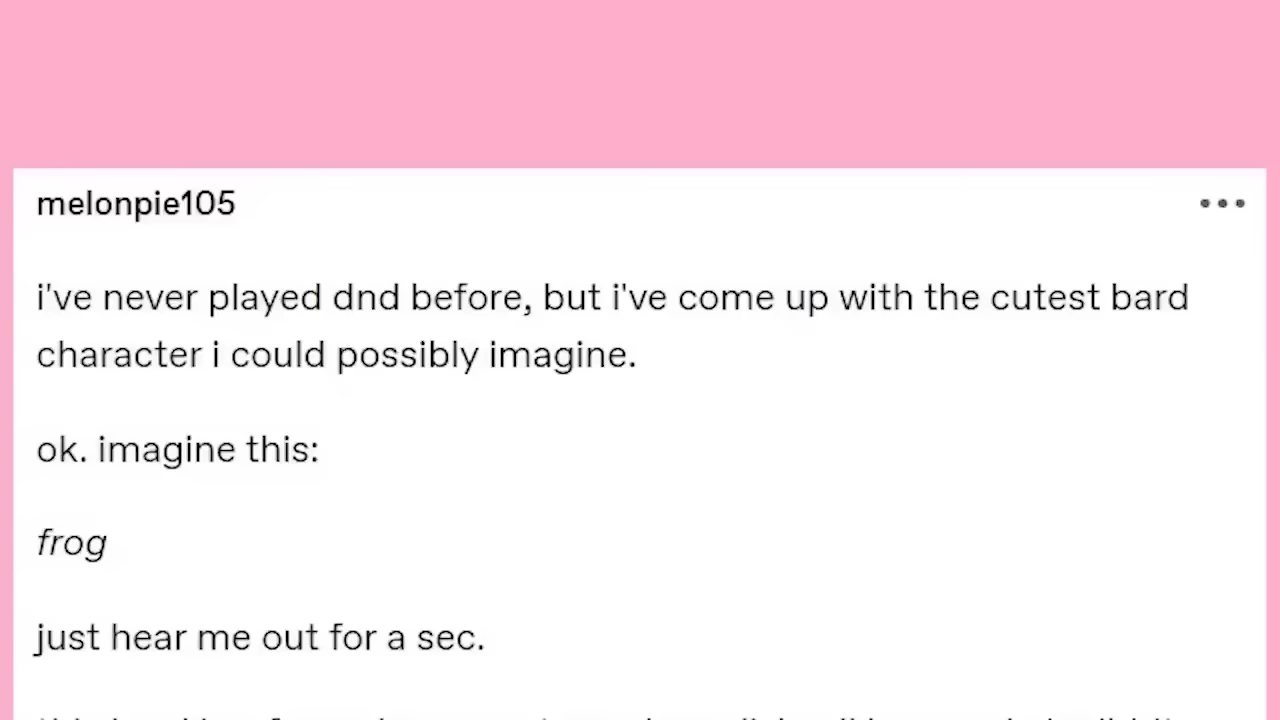 melonpie105
i've never played dnd before, but i've come up with the cutest bard
character i could possibly imagine.
ok. imagine this:
frog
just hear me out for a sec.